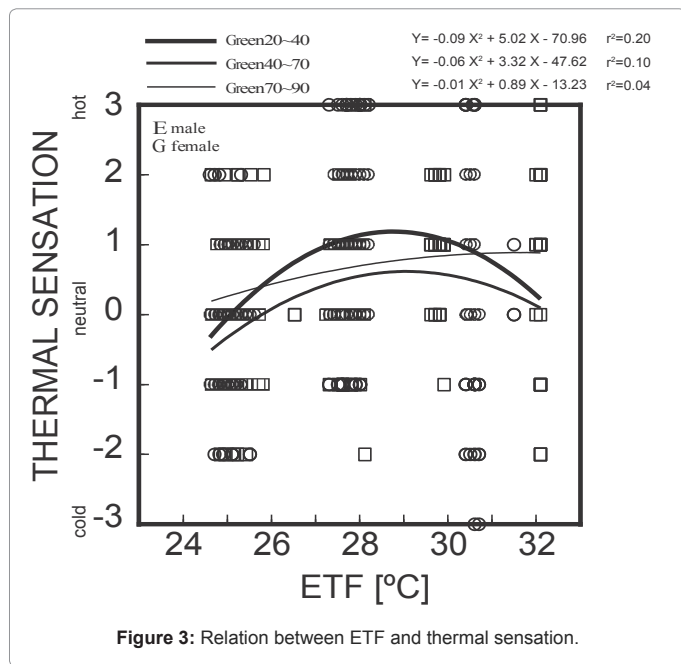 Green20~40 Y= -0.09 X² + 5.02 X - 70.96 r²=0.20
Green40~70 Y= -0.06 X² + 3.32 X - 47.62 r²=0.10
Green70~90 Y= -0.01 X² + 0.89 X - 13.23 r²=0.04
THERMAL SENSATION
hot
neutral
cold
3
2
1
0
-1
-2
-3
E male
G female
24 26 28 30 32
ETF [ºC]
Figure 3: Relation between ETF and thermal sensation.